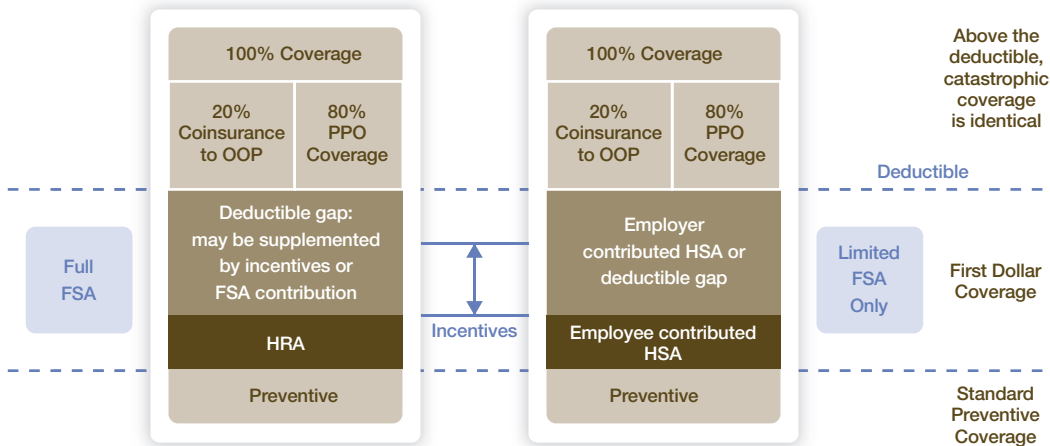 100% Coverage
20%
Coinsurance
to OOP
80%
PPO
Coverage
Deductible gap:
may be supplemented
by incentives or
FSA contribution
HRA
Preventive
Full
FSA
Incentives
100% Coverage
20%
Coinsurance
to OOP
80%
PPO
Coverage
Employer
contributed HSA or
deductible gap
Employee contributed
HSA
Preventive
Limited
FSA
Only
Above the
deductible,
catastrophic
coverage
is identical
Deductible
First Dollar
Coverage
Standard
Preventive
Coverage